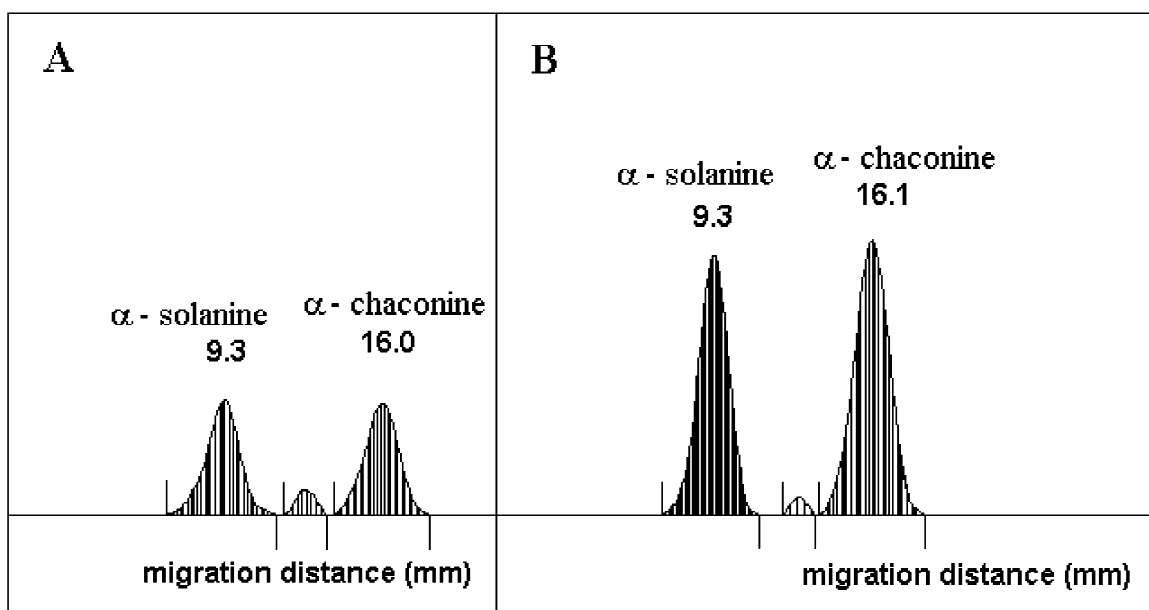 A
α - solanine
9.3
α - chaconine
16.0
migration distance (mm)
B
α - solanine
9.3
α - chaconine
16.1
migration distance (mm)